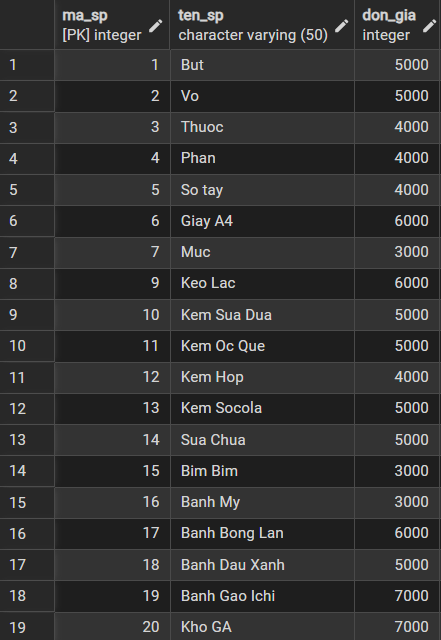 ma_sp ten_sp don_gia
[PK] integer character varying (50) integer
1 1 But 5000
2 2 Vo 5000
3 3 Thuoc 4000
4 4 Phan 4000
5 5 So tay 4000
6 6 Giay A4 6000
7 7 Muc 3000
8 9 Keo Lac 6000
9 10 Kem Sua Dua 5000
10 11 Kem Oc Que 5000
11 12 Kem Hop 4000
12 13 Kem Socola 5000
13 14 Sua Chua 5000
14 15 Bim Bim 3000
15 16 Banh My 3000
16 17 Banh Bong Lan 6000
17 18 Banh Dau Xanh 5000
18 19 Banh Gao Ichi 7000
19 20 Kho GA 7000